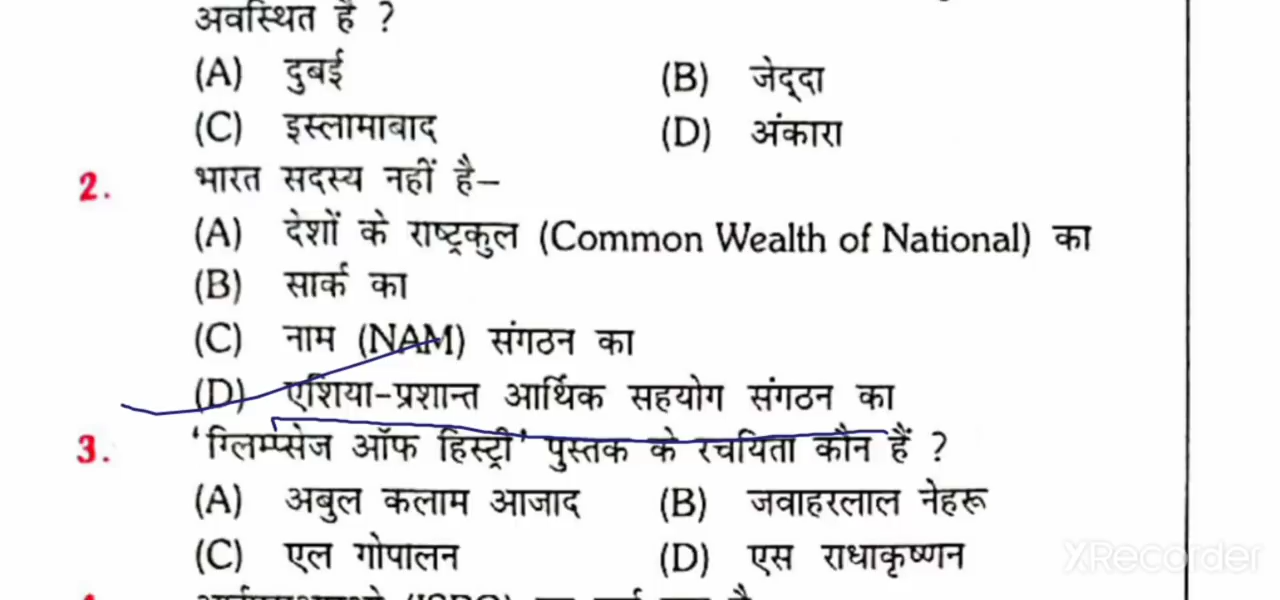 अवस्थित है ?
(A) दुबई (B) जेद्दा
(C) इस्लामाबाद (D) अंकारा
2. भारत सदस्य नहीं है–
(A) देशों के राष्ट्रकुल (Common Wealth of National) का
(B) सार्क का
(C) नाम (NAM) संगठन का
(D) एशिया-प्रशान्त आर्थिक सहयोग संगठन का
3. 'ग्लिम्प्सेज ऑफ हिस्ट्री' पुस्तक के रचयिता कौन हैं ?
(A) अबुल कलाम आजाद (B) जवाहरलाल नेहरू
(C) एल गोपालन (D) एस राधाकृष्णन
XRecorder